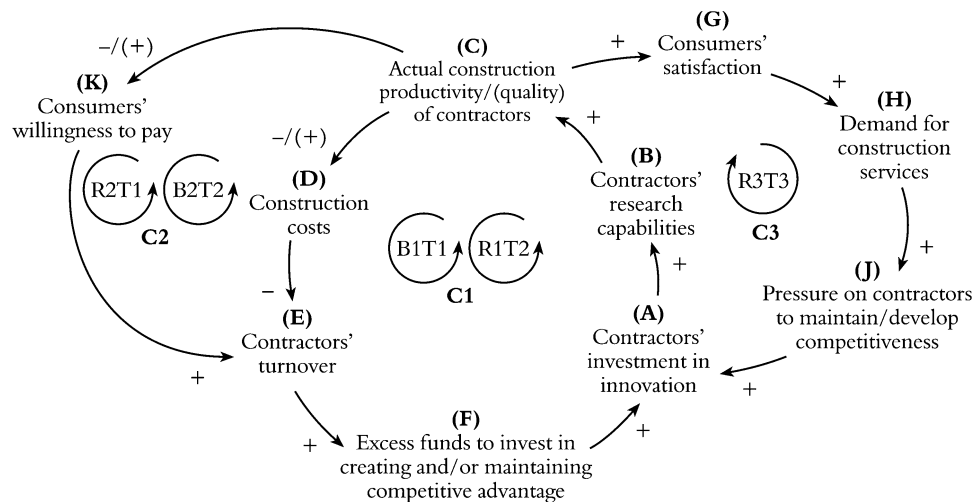 (G)
Consumers’
satisfaction
+
–/(+)
(C)
Actual construction
productivity/(quality)
of contractors
(K)
Consumers’
willingness to pay
+
(H)
Demand for
construction
services
+
–/(+)
(B)
Contractors’
research
capabilities
R2T1
B2T2
C2
(D)
Construction
costs
R3T3
C3
B1T1
R1T2
C1
+
+
(J)
Pressure on contractors
to maintain/develop
competitiveness
–
(E)
Contractors’
turnover
(A)
Contractors’
investment in
innovation
+
+
(F)
Excess funds to invest in
creating and/or maintaining
competitive advantage
+
+